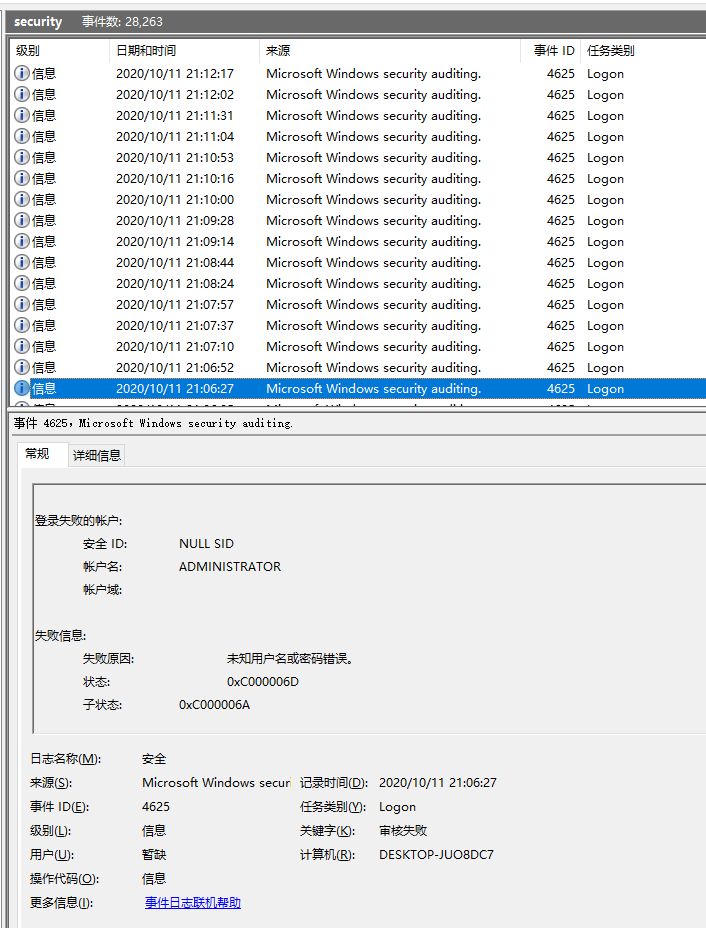 security 事件数: 28,263
级别 日期和时间 来源 事件 ID 任务类别
信息 2020/10/11 21:12:17 Microsoft Windows security auditing. 4625 Logon
信息 2020/10/11 21:12:02 Microsoft Windows security auditing. 4625 Logon
信息 2020/10/11 21:11:31 Microsoft Windows security auditing. 4625 Logon
信息 2020/10/11 21:11:04 Microsoft Windows security auditing. 4625 Logon
信息 2020/10/11 21:10:53 Microsoft Windows security auditing. 4625 Logon
信息 2020/10/11 21:10:16 Microsoft Windows security auditing. 4625 Logon
信息 2020/10/11 21:10:00 Microsoft Windows security auditing. 4625 Logon
信息 2020/10/11 21:09:28 Microsoft Windows security auditing. 4625 Logon
信息 2020/10/11 21:09:14 Microsoft Windows security auditing. 4625 Logon
信息 2020/10/11 21:08:44 Microsoft Windows security auditing. 4625 Logon
信息 2020/10/11 21:08:24 Microsoft Windows security auditing. 4625 Logon
信息 2020/10/11 21:07:57 Microsoft Windows security auditing. 4625 Logon
信息 2020/10/11 21:07:37 Microsoft Windows security auditing. 4625 Logon
信息 2020/10/11 21:07:10 Microsoft Windows security auditing. 4625 Logon
信息 2020/10/11 21:06:52 Microsoft Windows security auditing. 4625 Logon
信息 2020/10/11 21:06:27 Microsoft Windows security auditing. 4625 Logon
事件 4625，Microsoft Windows security auditing.
常规 详细信息
登录失败的帐户:
安全 ID: NULL SID
帐户名: ADMINISTRATOR
帐户域:
失败信息:
失败原因: 未知用户名或密码错误。
状态: 0xC000006D
子状态: 0xC000006A
日志名称(M): 安全
来源(S): Microsoft Windows securi 记录时间(D): 2020/10/11 21:06:27
事件 ID(E): 4625 任务类别(Y): Logon
级别(L): 信息 关键字(K): 审核失败
用户(U): 暂缺 计算机(R): DESKTOP-JUO8DC7
操作代码(O): 信息
更多信息(I): 事件日志联机帮助